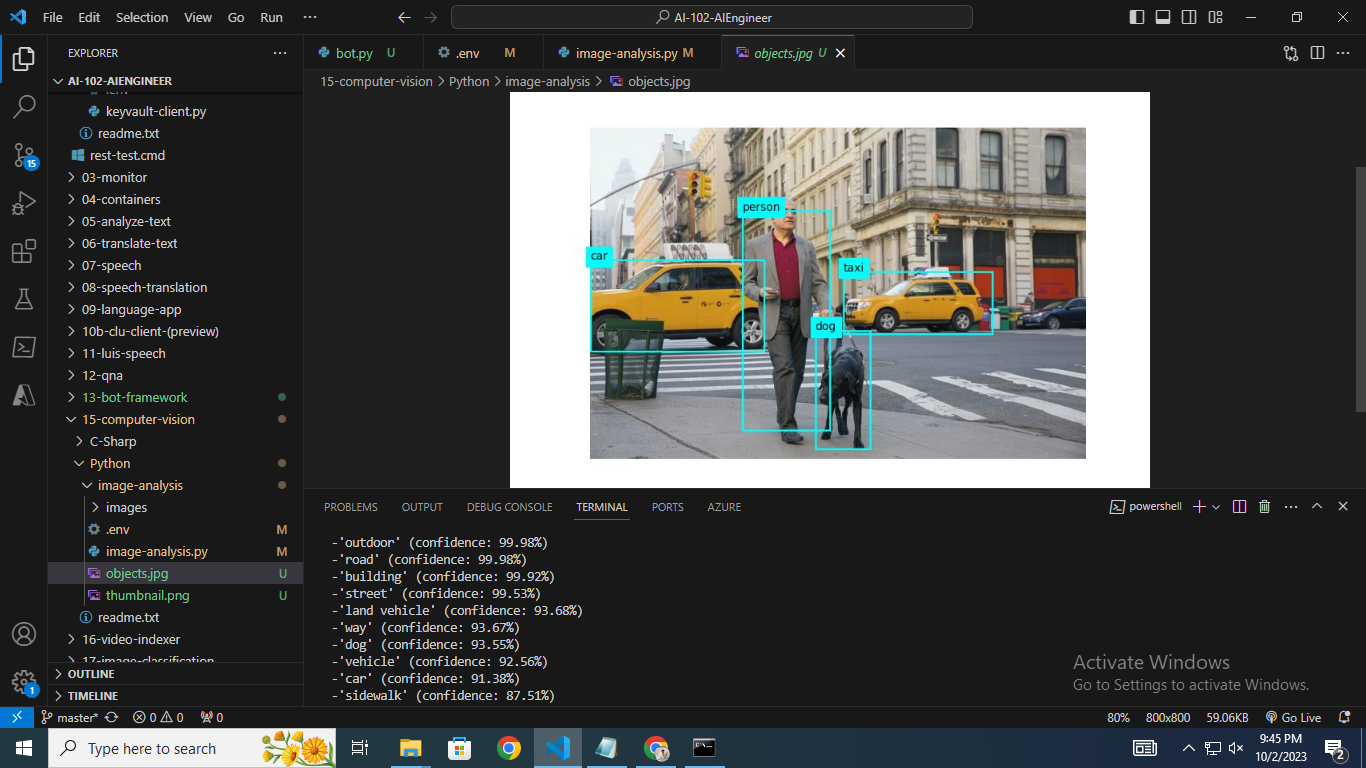 File Edit Selection View Go Run ···
AI-102-AIEngineer
EXPLORER
AI-102-AIENGINEER
.env
keyvault-client.py
readme.txt
rest-test.cmd
03-monitor
04-containers
05-analyze-text
06-translate-text
07-speech
08-speech-translation
09-language-app
10b-clu-client-(preview)
11-luis-speech
12-qna
13-bot-framework
15-computer-vision
C-Sharp
Python
image-analysis
images
.env M
image-analysis.py M
objects.jpg U
thumbnail.png U
readme.txt
16-video-indexer
17-image-classification
OUTLINE
TIMELINE
15
1
bot.py U
.env M
image-analysis.py M
objects.jpg U
15-computer-vision > Python > image-analysis > objects.jpg
person
car
taxi
dog
PROBLEMS OUTPUT DEBUG CONSOLE TERMINAL PORTS AZURE
powershell
-'outdoor' (confidence: 99.98%)
-'road' (confidence: 99.98%)
-'building' (confidence: 99.92%)
-'street' (confidence: 99.53%)
-'land vehicle' (confidence: 93.68%)
-'way' (confidence: 93.67%)
-'dog' (confidence: 93.55%)
-'vehicle' (confidence: 92.56%)
-'car' (confidence: 91.38%)
-'sidewalk' (confidence: 87.51%)
Activate Windows
Go to Settings to activate Windows.
master* 0 0 0
80% 800x800 59.06KB Go Live
Type here to search
9:45 PM
10/2/2023
2